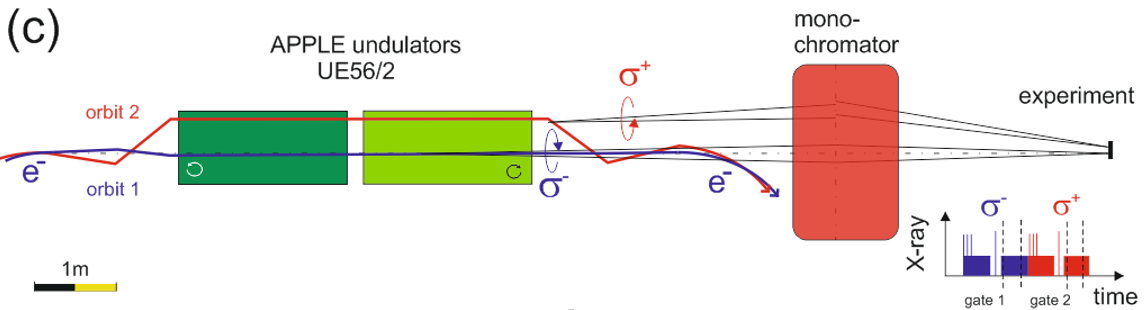 (c)
APPLE undulators
UE56/2
mono-
chromator
experiment
orbit 2
orbit 1
e-
σ+
σ-
e-
1m
X-ray
σ-
σ+
gate 1
gate 2
time